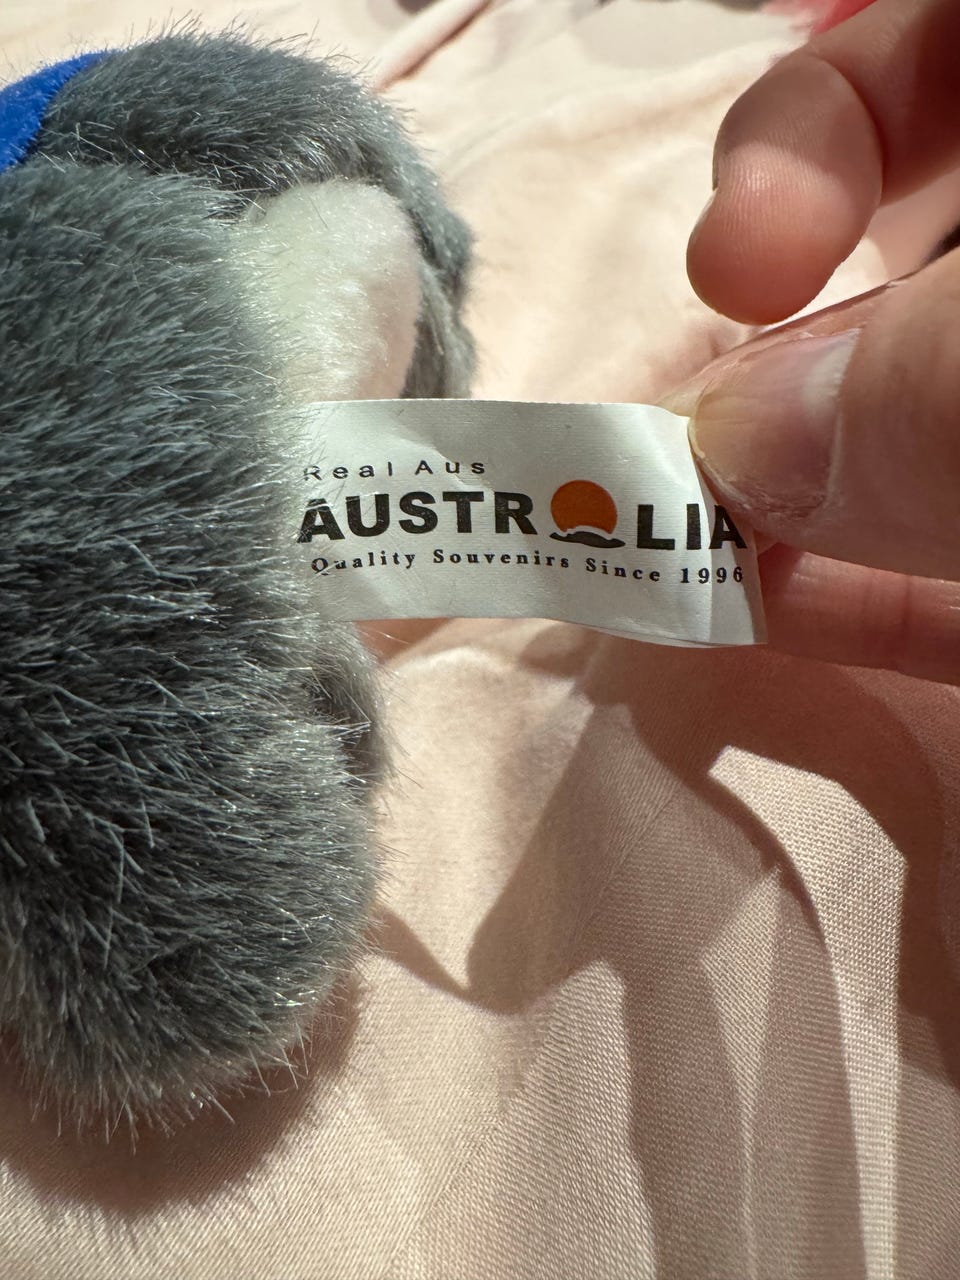 Real Aus
AUSTRALIA
Quality Souvenirs Since 1996